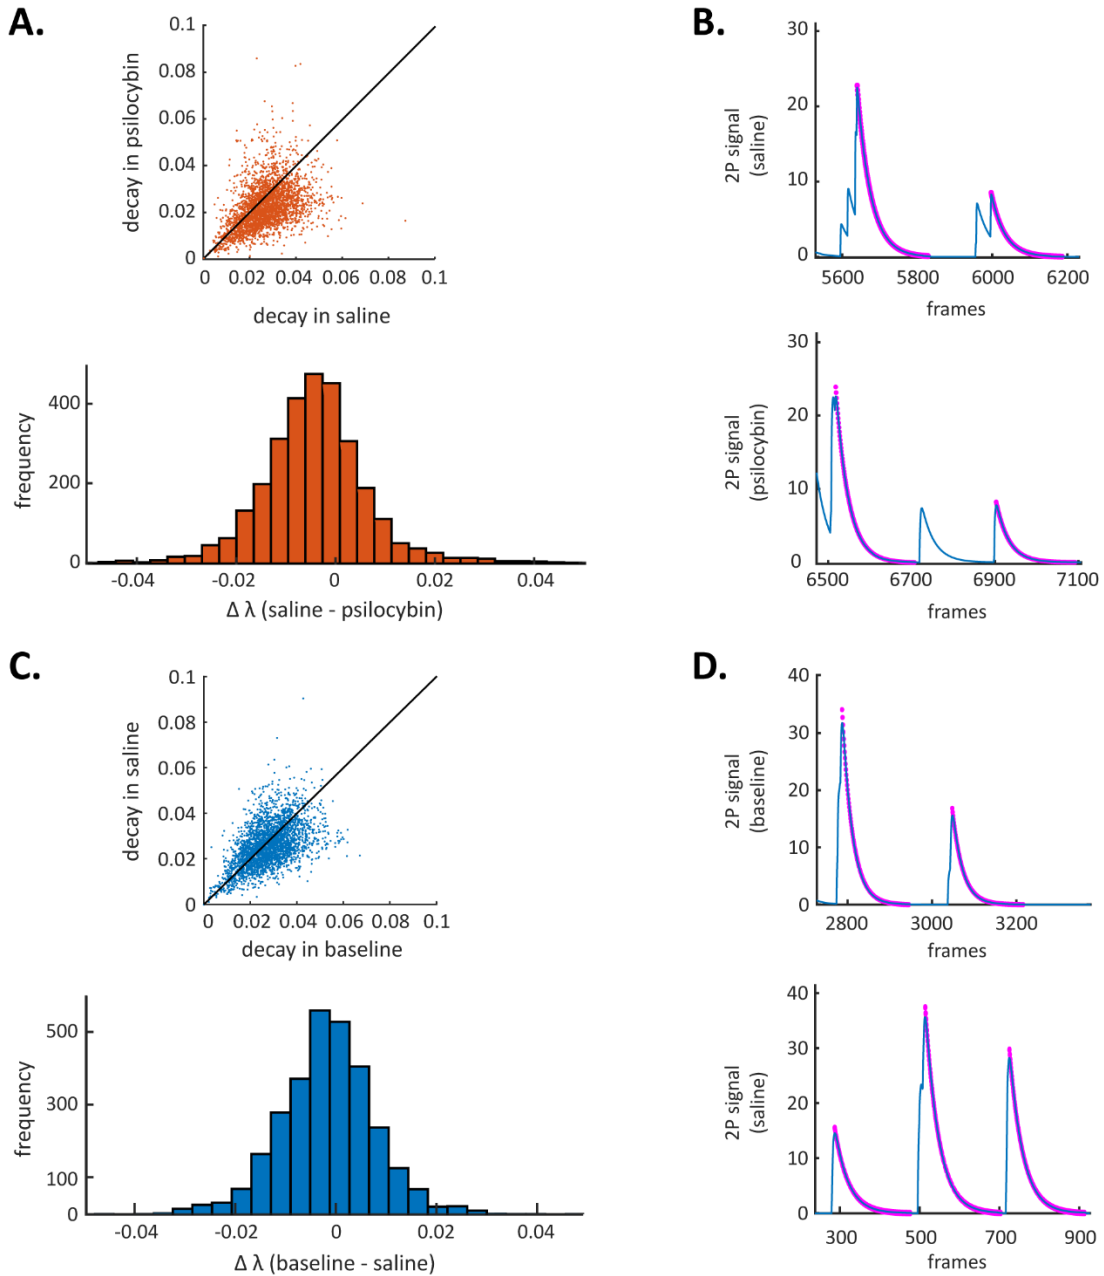 A.
0.1
0.08
0.06
0.04
0.02
0
0 0.02 0.04 0.06 0.08 0.1
decay in psilocybin
decay in saline
400
200
0
-0.04 -0.02 0 0.02 0.04
frequency
Δ λ (saline - psilocybin)
B.
30
20
10
0
5600 5800 6000 6200
2P signal
(saline)
frames
30
20
10
0
6500 6700 6900 7100
2P signal
(psilocybin)
frames
C.
0.1
0.08
0.06
0.04
0.02
0
0 0.02 0.04 0.06 0.08 0.1
decay in saline
decay in baseline
500
300
100
0
-0.04 -0.02 0 0.02 0.04
frequency
Δ λ (baseline - saline)
D.
40
30
20
10
0
2800 3000 3200
2P signal
(baseline)
frames
40
30
20
10
0
300 500 700 900
2P signal
(saline)
frames